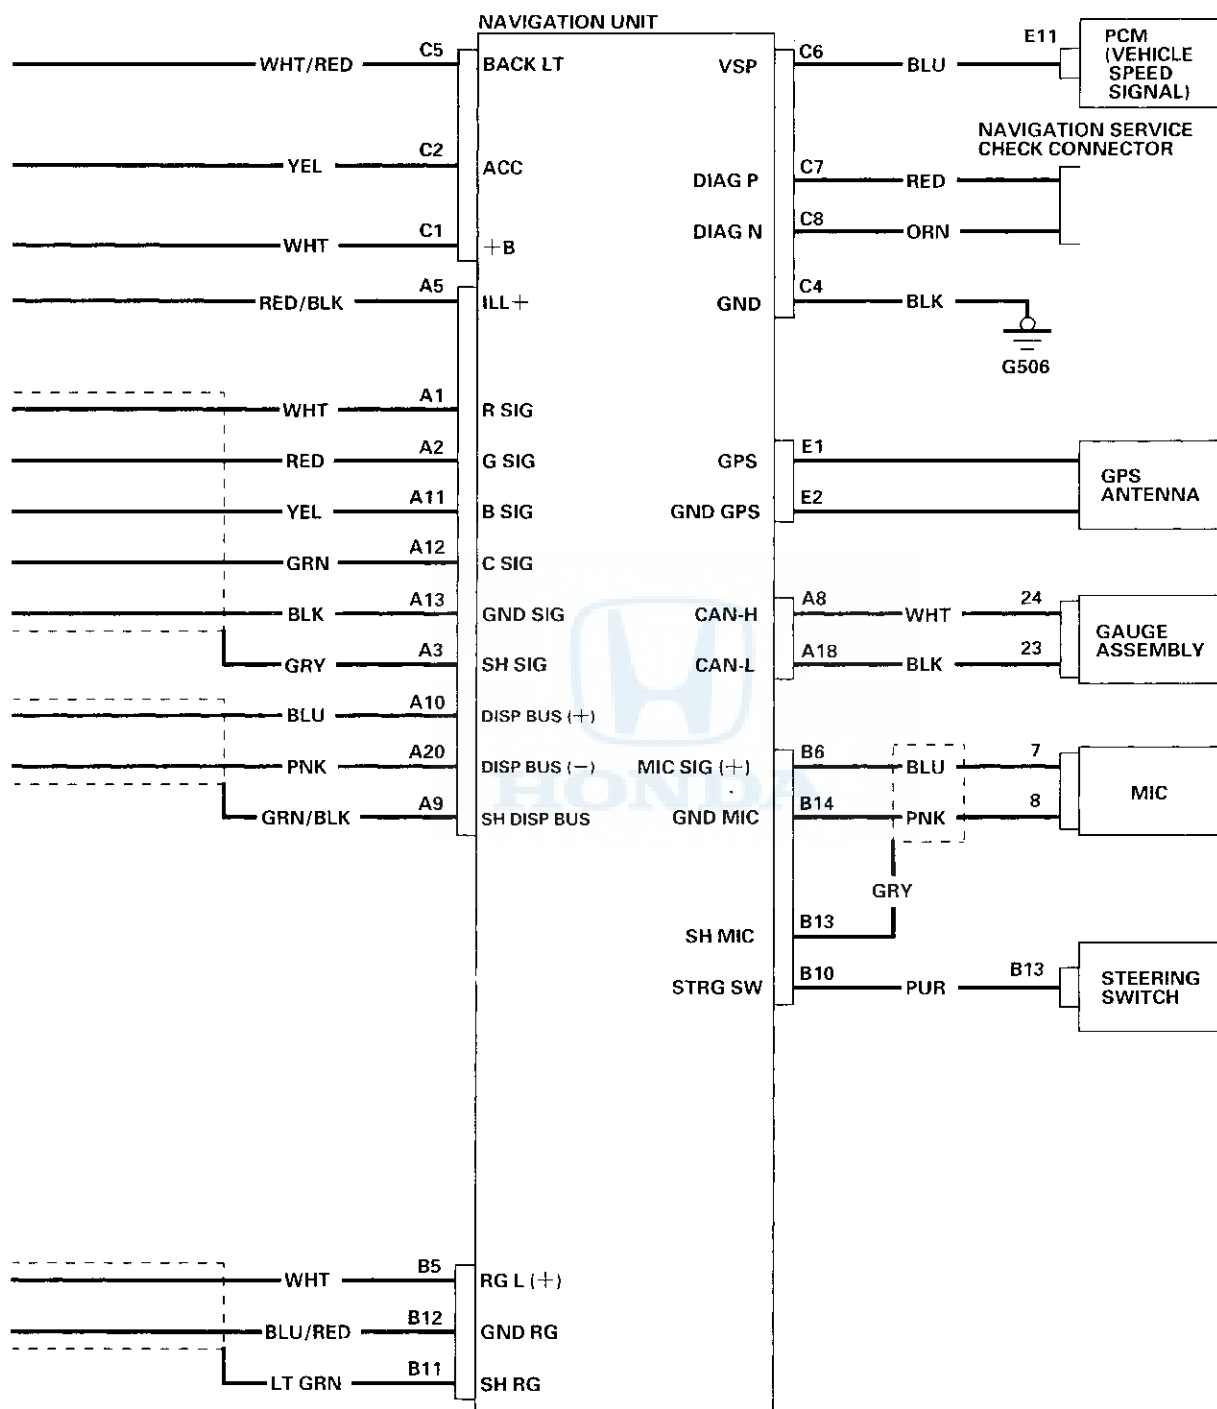 NAVIGATION UNIT
C5
WHT/RED
BACK LT
C2
YEL
ACC
C1
WHT
+B
A5
RED/BLK
ILL+
A1
WHT
R SIG
A2
RED
G SIG
A11
YEL
B SIG
A12
GRN
C SIG
A13
BLK
GND SIG
A3
GRY
SH SIG
A10
BLU
DISP BUS (+)
A20
PNK
DISP BUS (−)
A9
GRN/BLK
SH DISP BUS
B5
WHT
RG L (+)
B12
BLU/RED
GND RG
B11
LT GRN
SH RG
VSP
C6
BLU
E11
PCM
(VEHICLE
SPEED
SIGNAL)
NAVIGATION SERVICE
CHECK CONNECTOR
DIAG P
C7
RED
DIAG N
C8
ORN
GND
C4
BLK
G506
GPS
E1
GND GPS
E2
GPS
ANTENNA
CAN-H
A8
WHT
24
CAN-L
A18
BLK
23
GAUGE
ASSEMBLY
MIC SIG (+)
B6
BLU
7
GND MIC
B14
PNK
8
MIC
GRY
SH MIC
B13
STRG SW
B10
PUR
B13
STEERING
SWITCH
HONDA